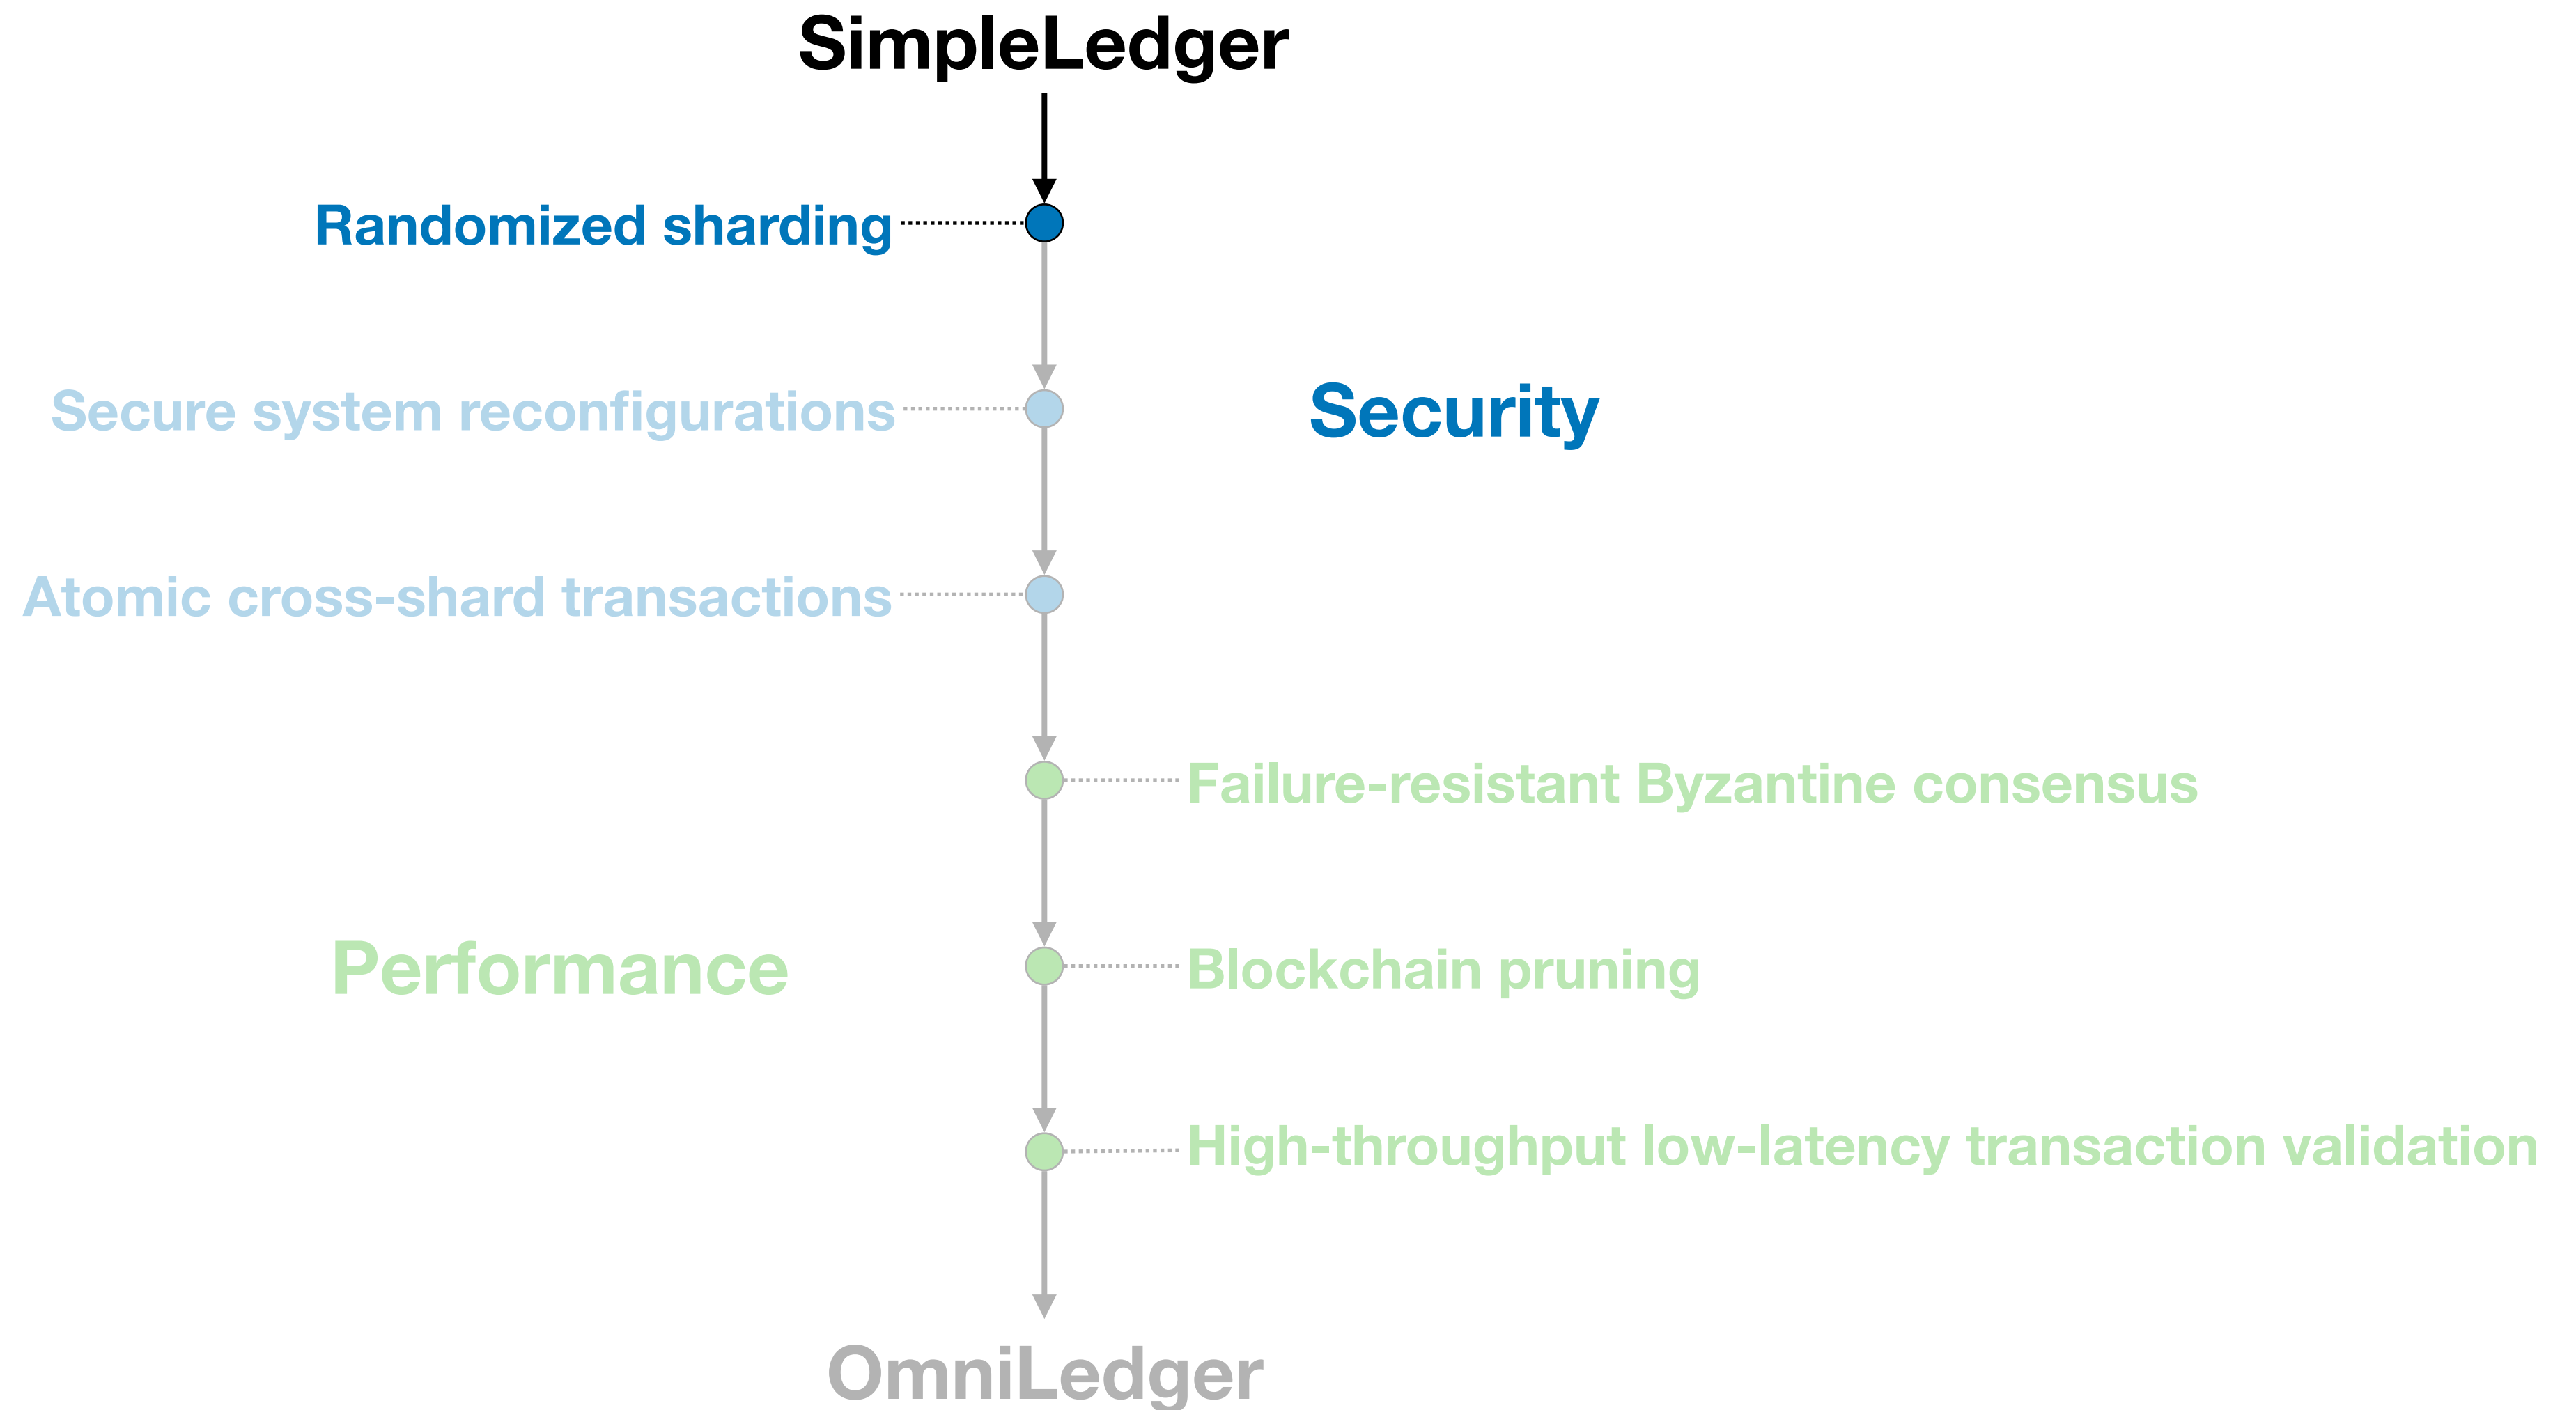 SimpleLedger
Randomized sharding
Secure system reconfigurations
Security
Atomic cross-shard transactions
Failure-resistant Byzantine consensus
Performance
Blockchain pruning
High-throughput low-latency transaction validation
OmniLedger